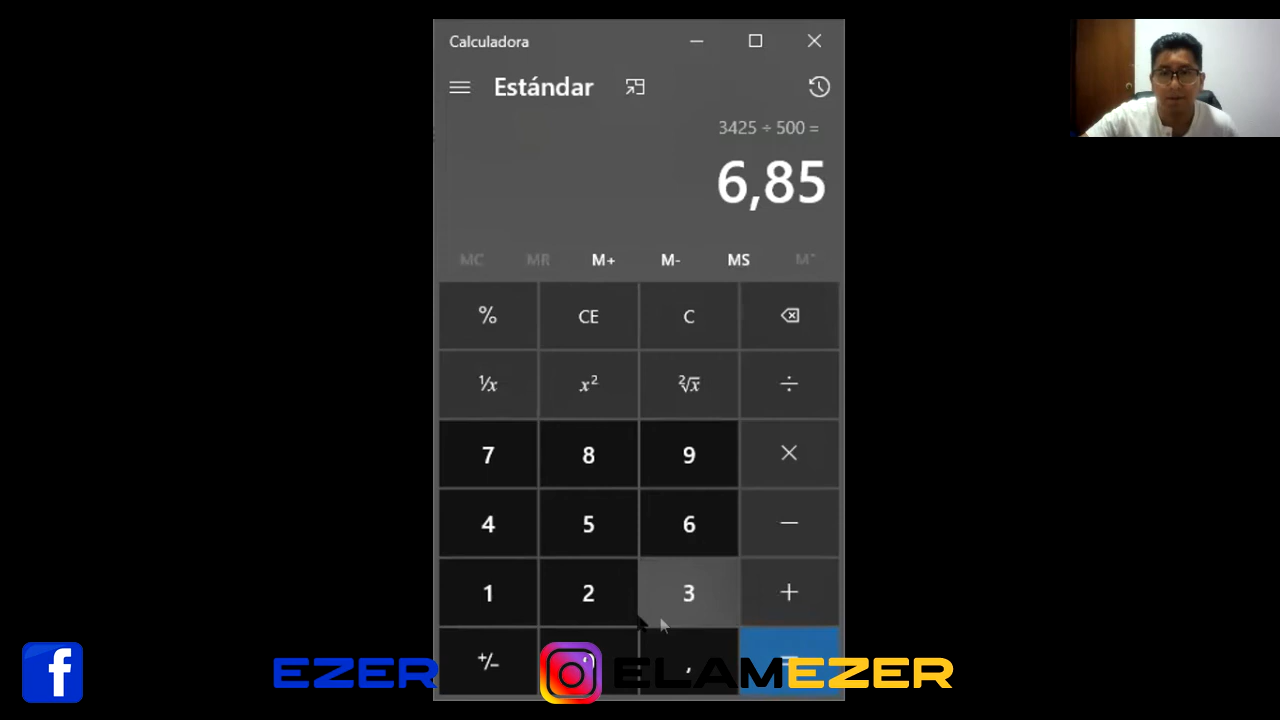 Calculadora
Estándar
3425 ÷ 500 =
6,85
MC MR M+ M- MS M˅
% CE C
⅟x x² ²√x ÷
7 8 9 ×
4 5 6 −
1 2 3 +
+/− , =
f EZER ELAMEZER